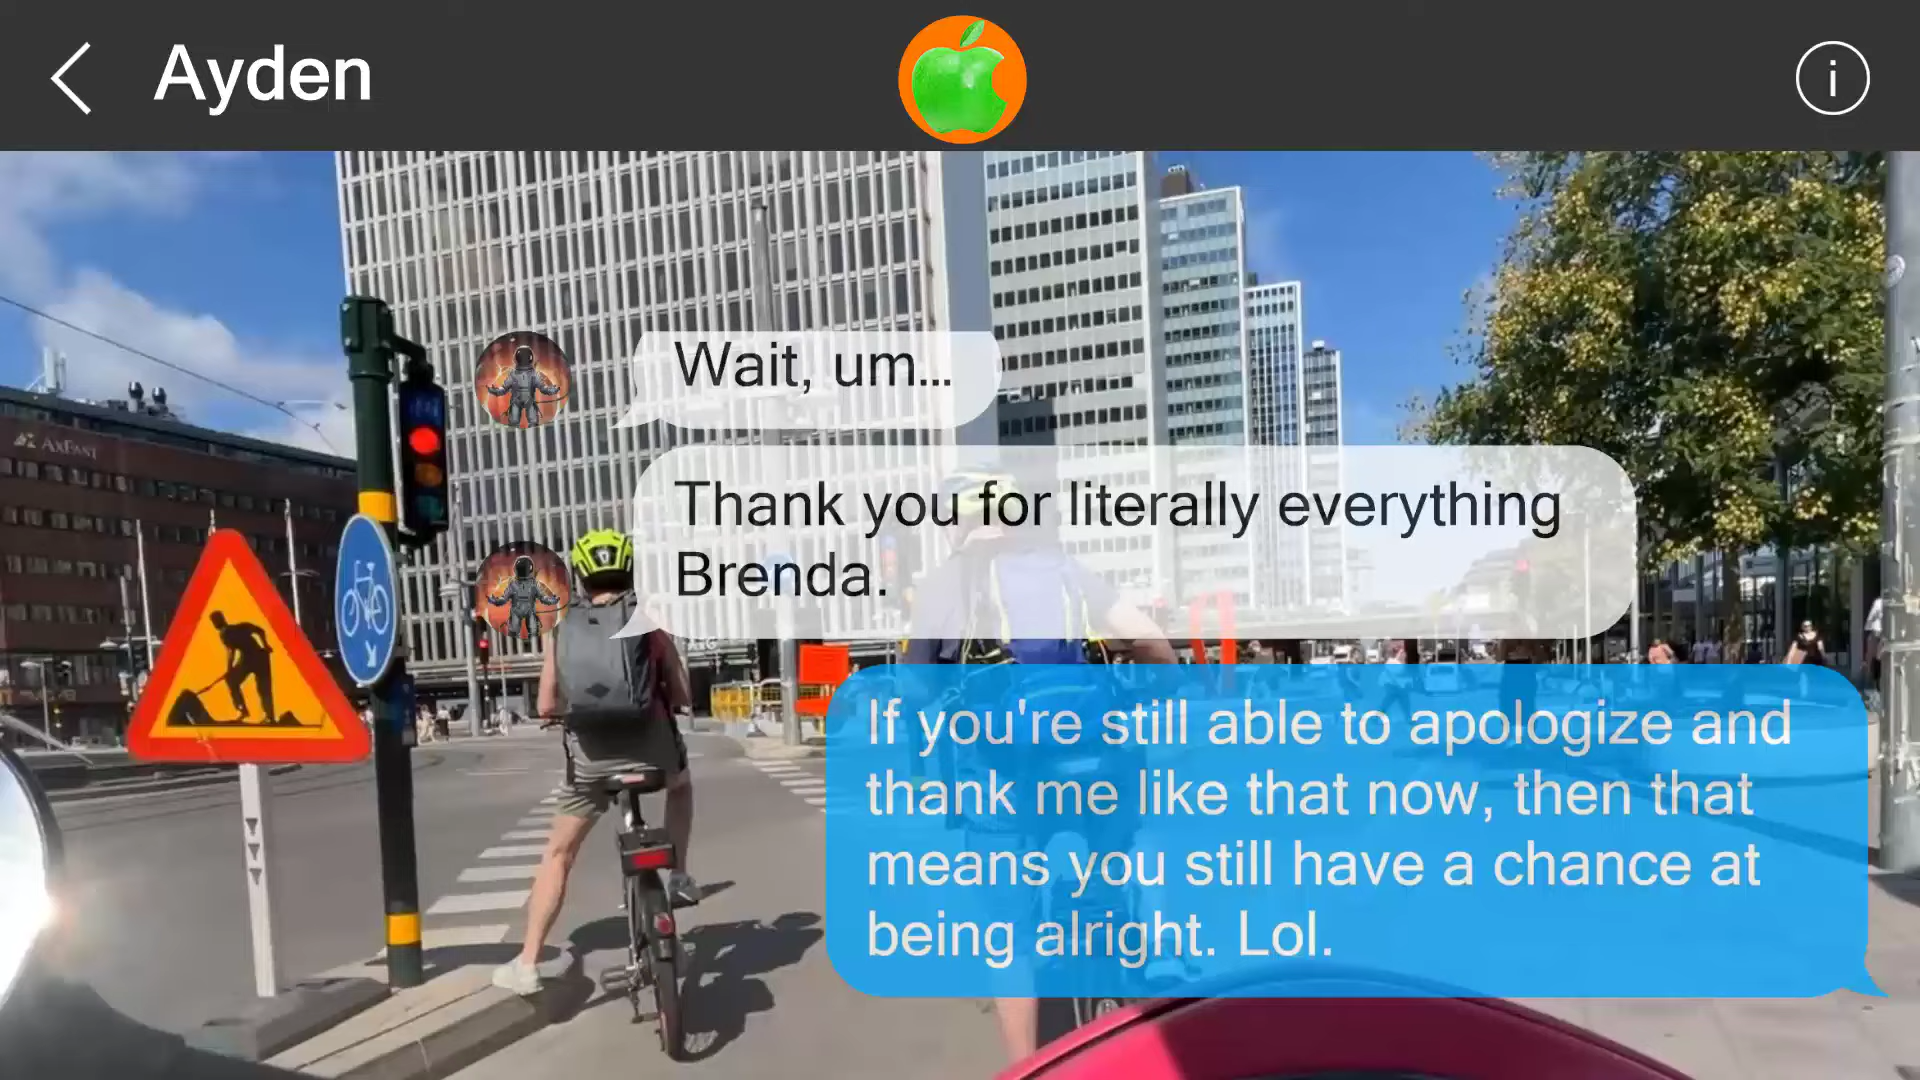 Ayden
i
Wait, um...
Thank you for literally everything
Brenda.
If you're still able to apologize and
thank me like that now, then that
means you still have a chance at
being alright. Lol.
AXFAST